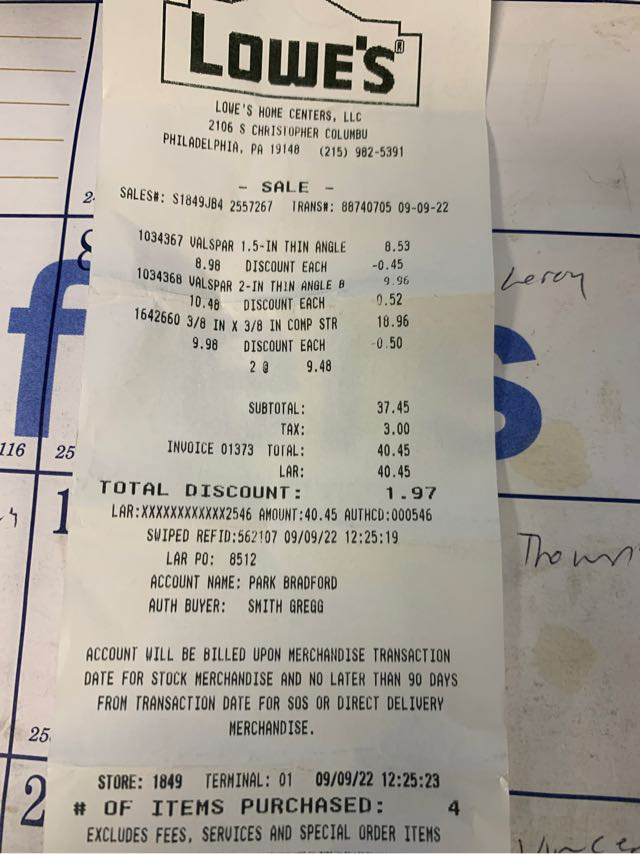 LOWE'S®
LOWE'S HOME CENTERS, LLC
2106 S CHRISTOPHER COLUMBU
PHILADELPHIA, PA 19148 (215) 982-5391
- SALE -
SALES#: S1849JB4 2557267 TRANS#: 88740705 09-09-22
1034367 VALSPAR 1.5-IN THIN ANGLE 8.53
8.98 DISCOUNT EACH -0.45
1034368 VALSPAR 2-IN THIN ANGLE B 9.96
10.48 DISCOUNT EACH 0.52
1642660 3/8 IN X 3/8 IN COMP STR 18.96
9.98 DISCOUNT EACH -0.50
2 @ 9.48
SUBTOTAL: 37.45
TAX: 3.00
INVOICE 01373 TOTAL: 40.45
LAR: 40.45
TOTAL DISCOUNT: 1.97
LAR:XXXXXXXXXXXX2546 AMOUNT:40.45 AUTHCD:000546
SWIPED REFID:562107 09/09/22 12:25:19
LAR PO: 8512
ACCOUNT NAME: PARK BRADFORD
AUTH BUYER: SMITH GREGG
ACCOUNT WILL BE BILLED UPON MERCHANDISE TRANSACTION
DATE FOR STOCK MERCHANDISE AND NO LATER THAN 90 DAYS
FROM TRANSACTION DATE FOR SOS OR DIRECT DELIVERY
MERCHANDISE.
STORE: 1849 TERMINAL: 01 09/09/22 12:25:23
# OF ITEMS PURCHASED: 4
EXCLUDES FEES, SERVICES AND SPECIAL ORDER ITEMS
2
8
f
s
Leroy
116
25
1
25
2